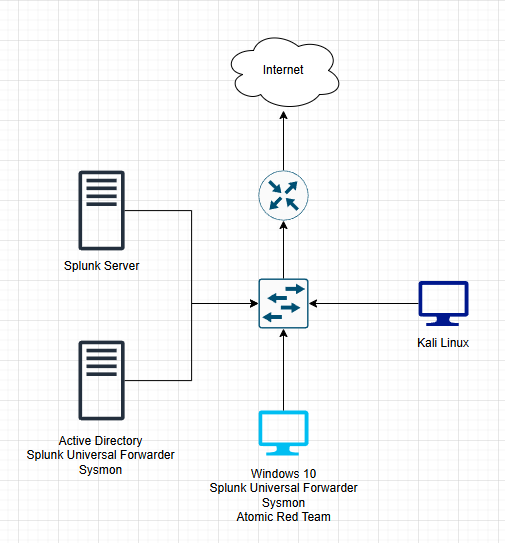 Internet
Splunk Server
Kali Linux
Active Directory
Splunk Universal Forwarder
Sysmon
Windows 10
Splunk Universal Forwarder
Sysmon
Atomic Red Team